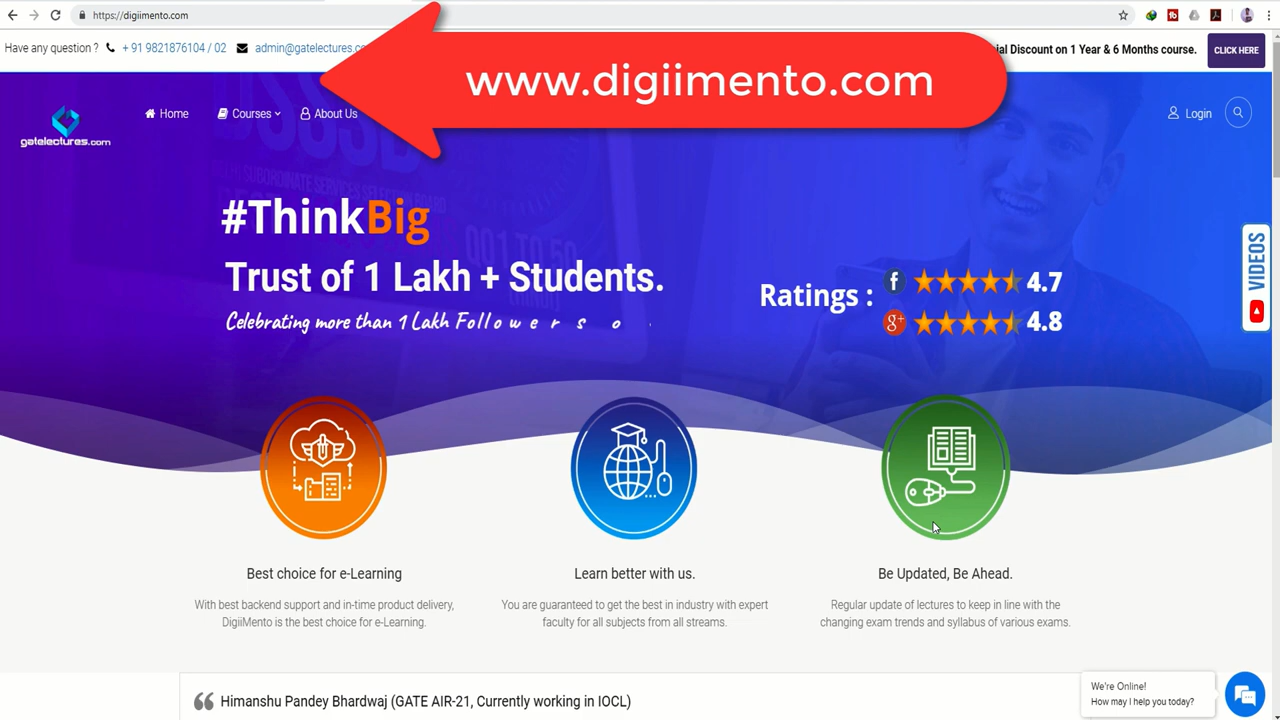 https://digiimento.com
Have any question ? + 91 9821876104 / 02 admin@gatelectures.co
ial Discount on 1 Year & 6 Months course. CLICK HERE
www.digiimento.com
gatelectures.com
Home Courses About Us
Login
#ThinkBig
Trust of 1 Lakh + Students.
Celebrating more than 1 Lakh Followers o
Ratings :
4.7
4.8
VIDEOS
Best choice for e-Learning
With best backend support and in-time product delivery,
DigiiMento is the best choice for e-Learning.
Learn better with us.
You are guaranteed to get the best in industry with expert
faculty for all subjects from all streams.
Be Updated, Be Ahead.
Regular update of lectures to keep in line with the
changing exam trends and syllabus of various exams.
Himanshu Pandey Bhardwaj (GATE AIR-21, Currently working in IOCL)
We're Online!
How may I help you today?